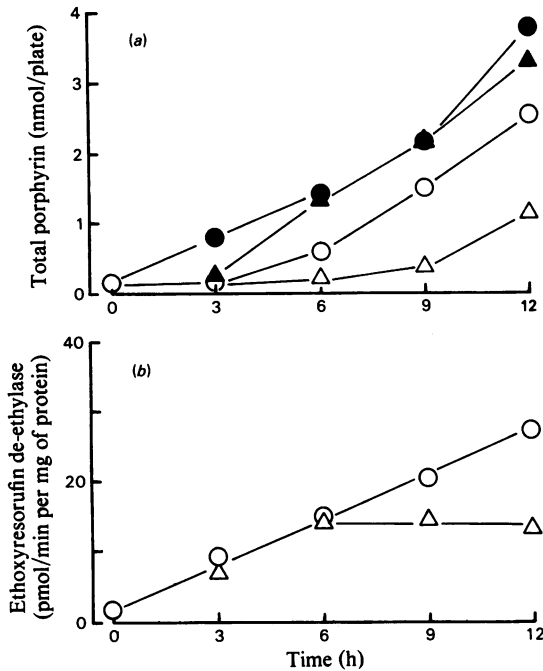 (a)
Total porphyrin (nmol/plate)
4
3
2
1
0
0 3 6 9 12
(b)
Ethoxyresorufin de-ethylase
(pmol/min per mg of protein)
40
20
0
0 3 6 9 12
Time (h)